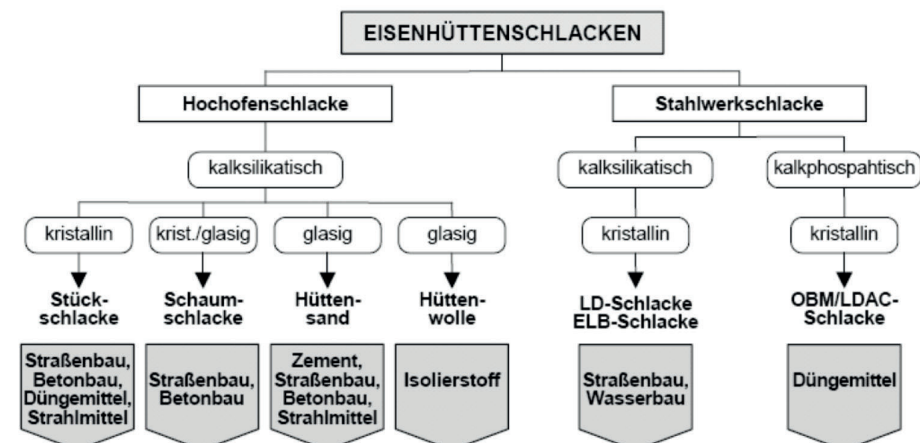 EISENHÜTTENSCHLACKEN
Hochofenschlacke
Stahlwerkschlacke
kalksilikatisch
kalksilikatisch
kalkphospahtisch
kristallin
krist./glasig
glasig
glasig
kristallin
kristallin
Stück-
schlacke
Schaum-
schlacke
Hütten-
sand
Hütten-
wolle
LD-Schlacke
ELB-Schlacke
OBM/LDAC-
Schlacke
Straßenbau,
Betonbau,
Düngemittel,
Strahlmittel
Straßenbau,
Betonbau
Zement,
Straßenbau,
Betonbau,
Strahlmittel
Isolierstoff
Straßenbau,
Wasserbau
Düngemittel